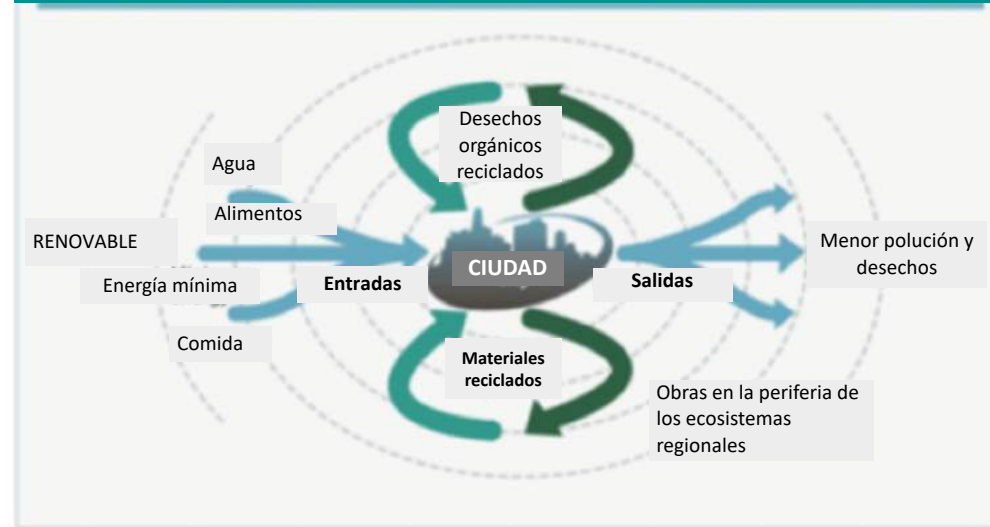 Desechos
orgánicos
reciclados
Agua
Alimentos
RENOVABLE
Energía mínima
Entradas
Comida
CIUDAD
Salidas
Menor polución y
desechos
Materiales
reciclados
Obras en la periferia de
los ecosistemas
regionales